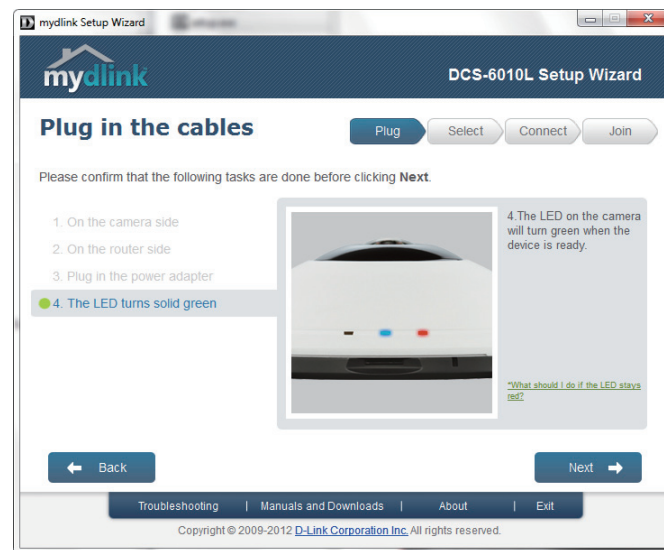 mydlink Setup Wizard
mydlink
DCS-6010L Setup Wizard
Plug in the cables
Plug
Select
Connect
Join
Please confirm that the following tasks are done before clicking Next.
1. On the camera side
2. On the router side
3. Plug in the power adapter
4. The LED turns solid green
4.The LED on the camera
will turn green when the
device is ready.
*What should I do if the LED stays
red?
Back
Next
Troubleshooting | Manuals and Downloads | About | Exit
Copyright © 2009-2012 D-Link Corporation Inc. All rights reserved.